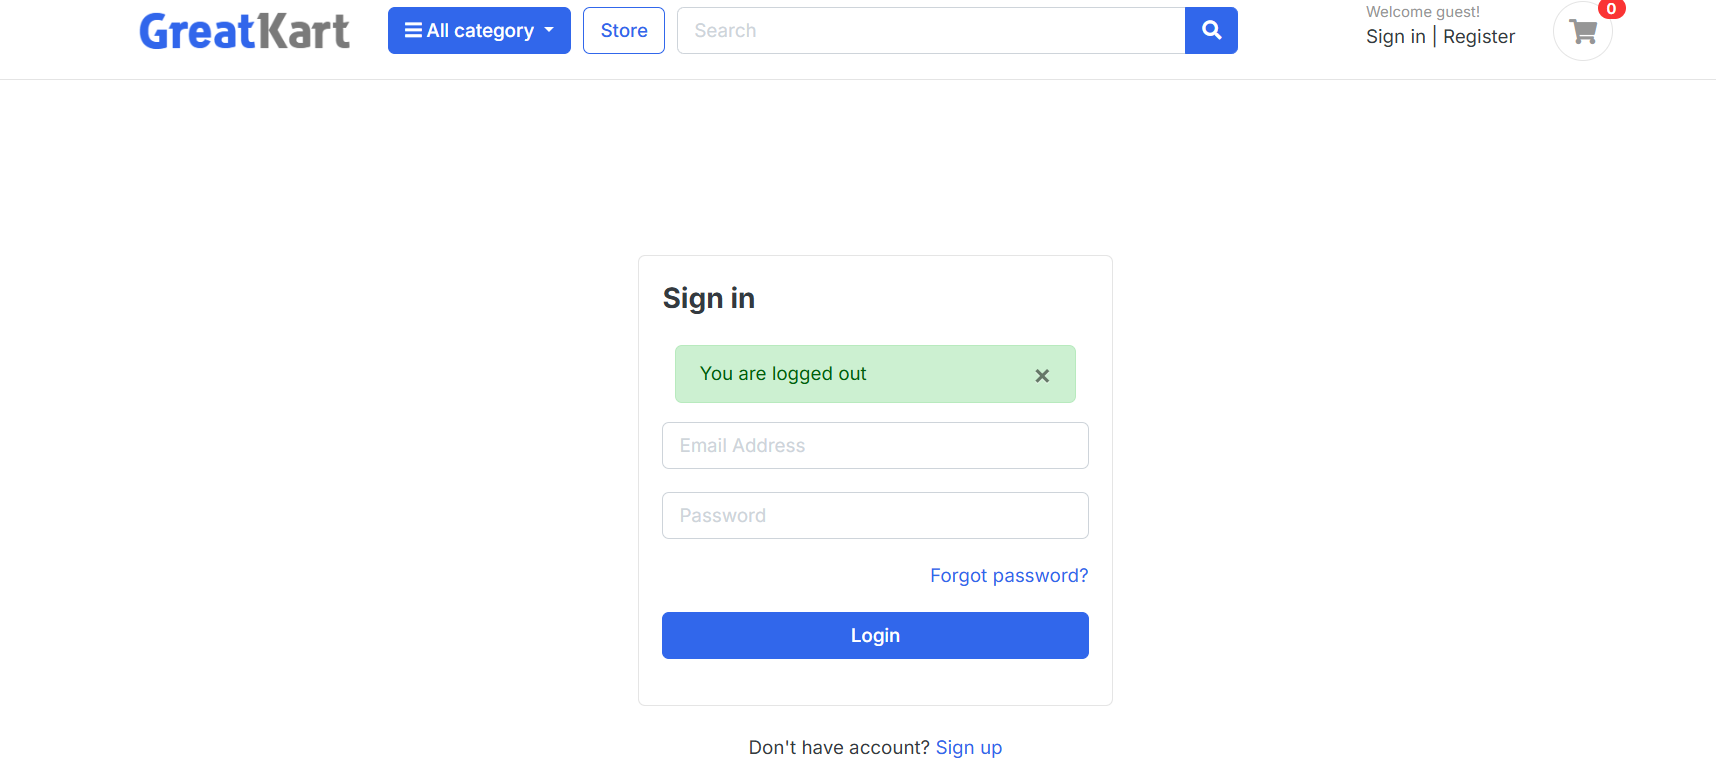 GreatKart
All category
Store
Search
Welcome guest!
Sign in | Register
0
Sign in
You are logged out ×
Email Address
Password
Forgot password?
Login
Don't have account? Sign up